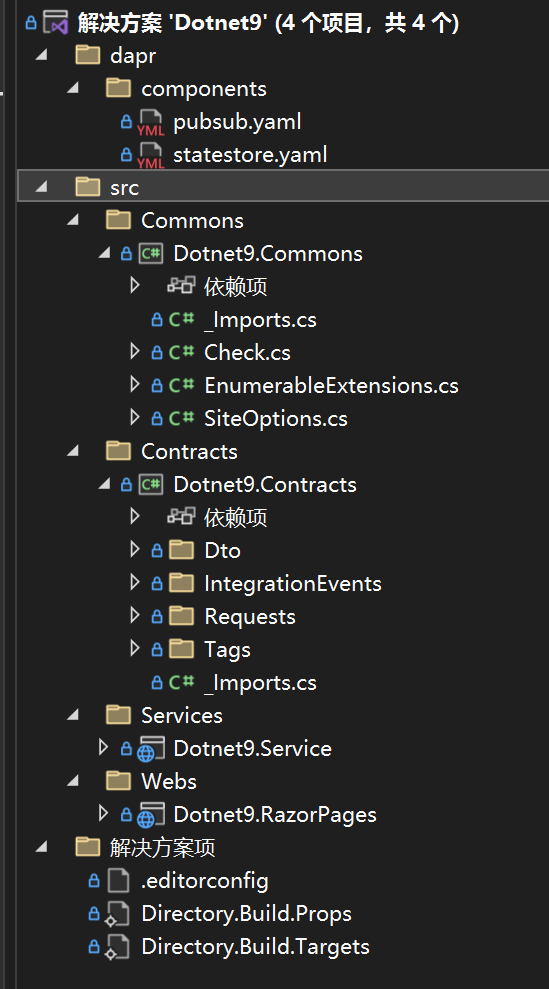 解决方案 'Dotnet9' (4 个项目，共 4 个)
dapr
components
YML pubsub.yaml
YML statestore.yaml
src
Commons
C# Dotnet9.Commons
依赖项
C# _Imports.cs
C# Check.cs
C# EnumerableExtensions.cs
C# SiteOptions.cs
Contracts
C# Dotnet9.Contracts
依赖项
Dto
IntegrationEvents
Requests
Tags
C# _Imports.cs
Services
Dotnet9.Service
Webs
Dotnet9.RazorPages
解决方案项
.editorconfig
Directory.Build.Props
Directory.Build.Targets